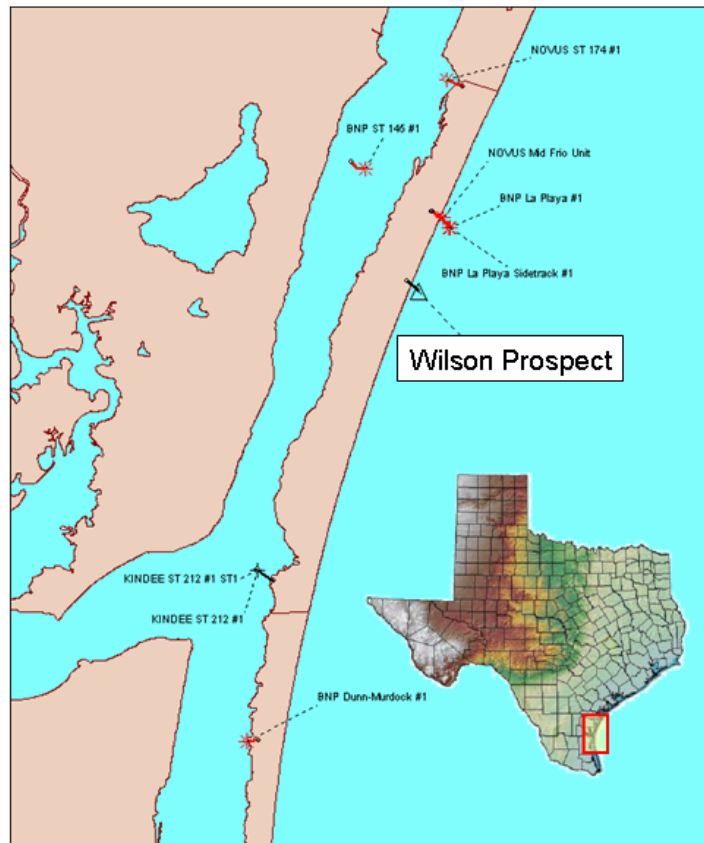 NOVUS ST 174 #1
BNP ST 146 #1
NOVUS Mid Frio Unit
BNP La Playa #1
BNP La Playa Sidetrack #1
Wilson Prospect
KINDEE ST 212 #1 ST1
KINDEE ST 212 #1
BNP Dunn-Murdock #1